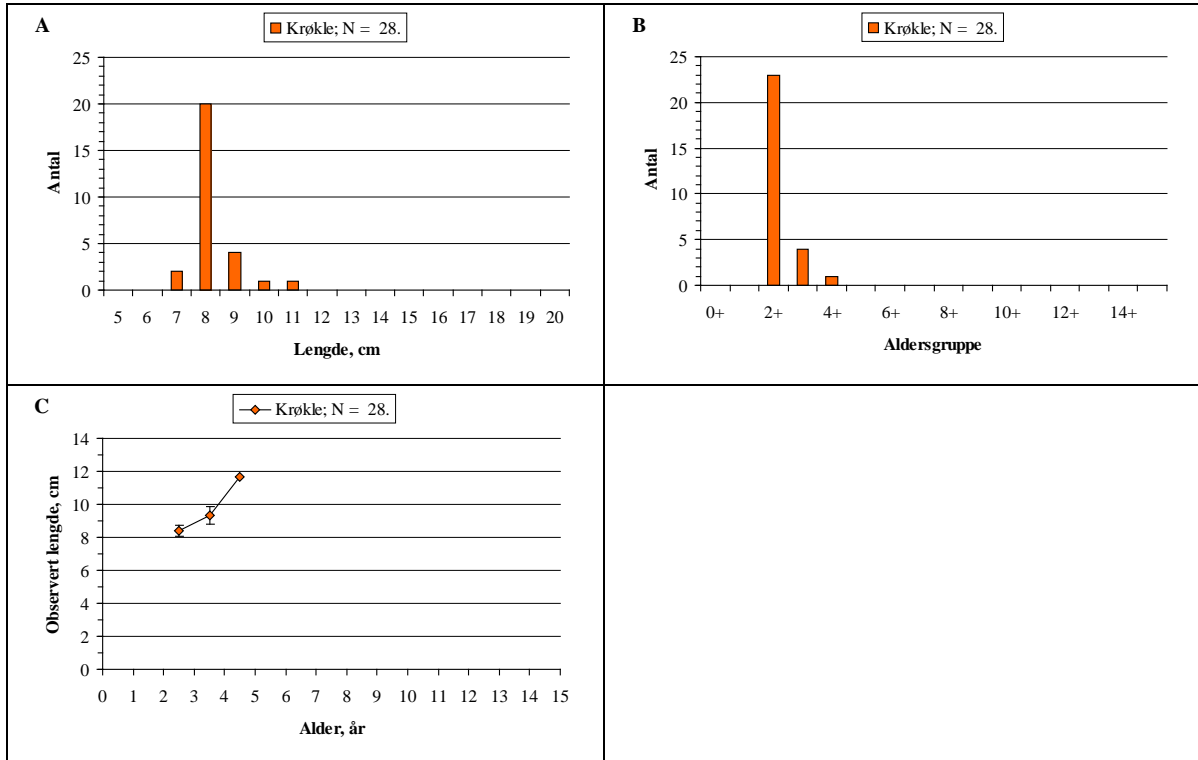 A
Krøkle; N = 28.
25
20
15
10
5
0
Antal
5 6 7 8 9 10 11 12 13 14 15 16 17 18 19 20
Lengde, cm
B
Krøkle; N = 28.
25
20
15
10
5
0
Antal
0+ 2+ 4+ 6+ 8+ 10+ 12+ 14+
Aldersgruppe
C
Krøkle; N = 28.
14
12
10
8
6
4
2
0
Observert lengde, cm
0 1 2 3 4 5 6 7 8 9 10 11 12 13 14 15
Alder, år